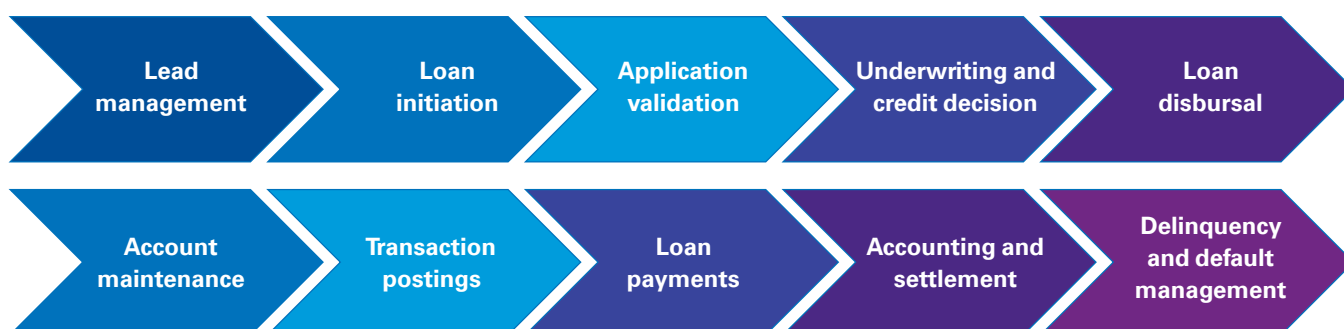 Lead
management
Loan
initiation
Application
validation
Underwriting and
credit decision
Loan
disbursal
Account
maintenance
Transaction
postings
Loan
payments
Accounting and
settlement
Delinquency
and default
management